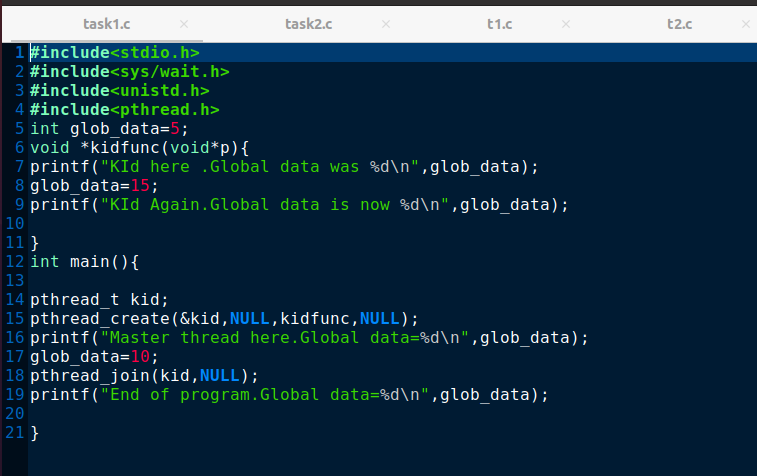 task1.c × task2.c × t1.c × t2.c ×
1 #include<stdio.h>
2 #include<sys/wait.h>
3 #include<unistd.h>
4 #include<pthread.h>
5 int glob_data=5;
6 void *kidfunc(void*p){
7 printf("KId here .Global data was %d\n",glob_data);
8 glob_data=15;
9 printf("KId Again.Global data is now %d\n",glob_data);
10
11 }
12 int main(){
13
14 pthread_t kid;
15 pthread_create(&kid,NULL,kidfunc,NULL);
16 printf("Master thread here.Global data=%d\n",glob_data);
17 glob_data=10;
18 pthread_join(kid,NULL);
19 printf("End of program.Global data=%d\n",glob_data);
20
21 }